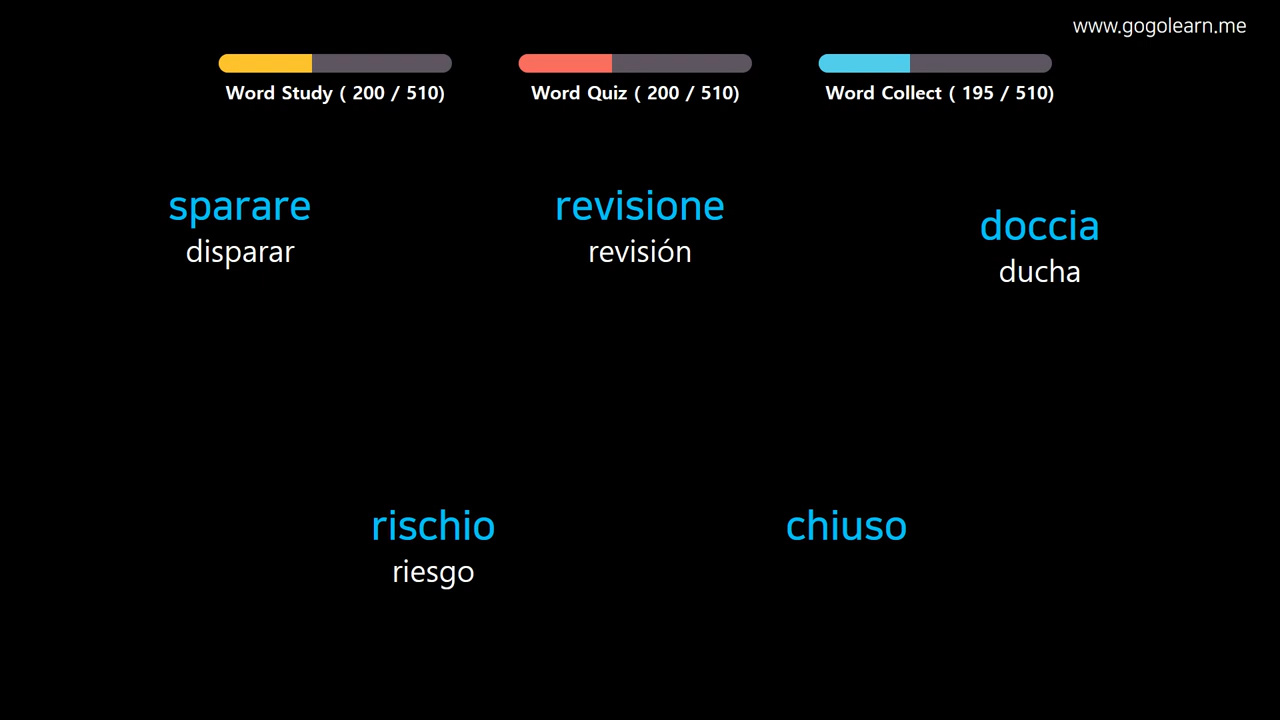 www.gogolearn.me
Word Study ( 200 / 510)
Word Quiz ( 200 / 510)
Word Collect ( 195 / 510)
sparare
disparar
revisione
revisión
doccia
ducha
rischio
riesgo
chiuso